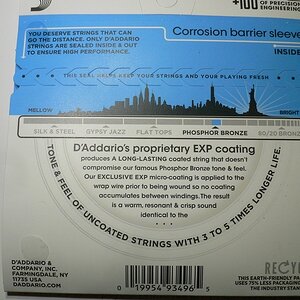 +100 OF PRECISION
ENGINEERING
YOU DESERVE STRINGS THAT CAN
GO THE DISTANCE. ONLY D'ADDARIO
STRINGS ARE SEALED INSIDE & OUT
TO ENSURE HIGH PERFORMANCE.
Corrosion barrier sleeve
THIS SEAL HELPS KEEP YOUR STRINGS AND YOUR PLAYING FRESH
MELLOW
BRIGHT
SILK & STEEL
GYPSY JAZZ
FLAT TOPS
PHOSPHOR BRONZE
80/20 BRONZE
D'Addario's proprietary EXP coating
produces A LONG-LASTING coated string that doesn't
compromise our famous Phosphor Bronze tone & feel.
Our EXCLUSIVE EXP micro-coating is applied to the
wrap wire prior to being wound so no coating
accumulates between windings. The result
is a warm, resonant & crisp sound
identical to the
TONE & FEEL OF UNCOATED STRINGS WITH 3 TO 5 TIMES LONGER LIFE.
D'ADDARIO &
COMPANY, INC.
FARMINGDALE, NY
11735 USA
DADDARIO.COM
0 19954 93496 5
RECYC
THIS EARTH-FRIENDLY PA
USES 75% LESS PACKAGING
THE INDUSTRY STAN